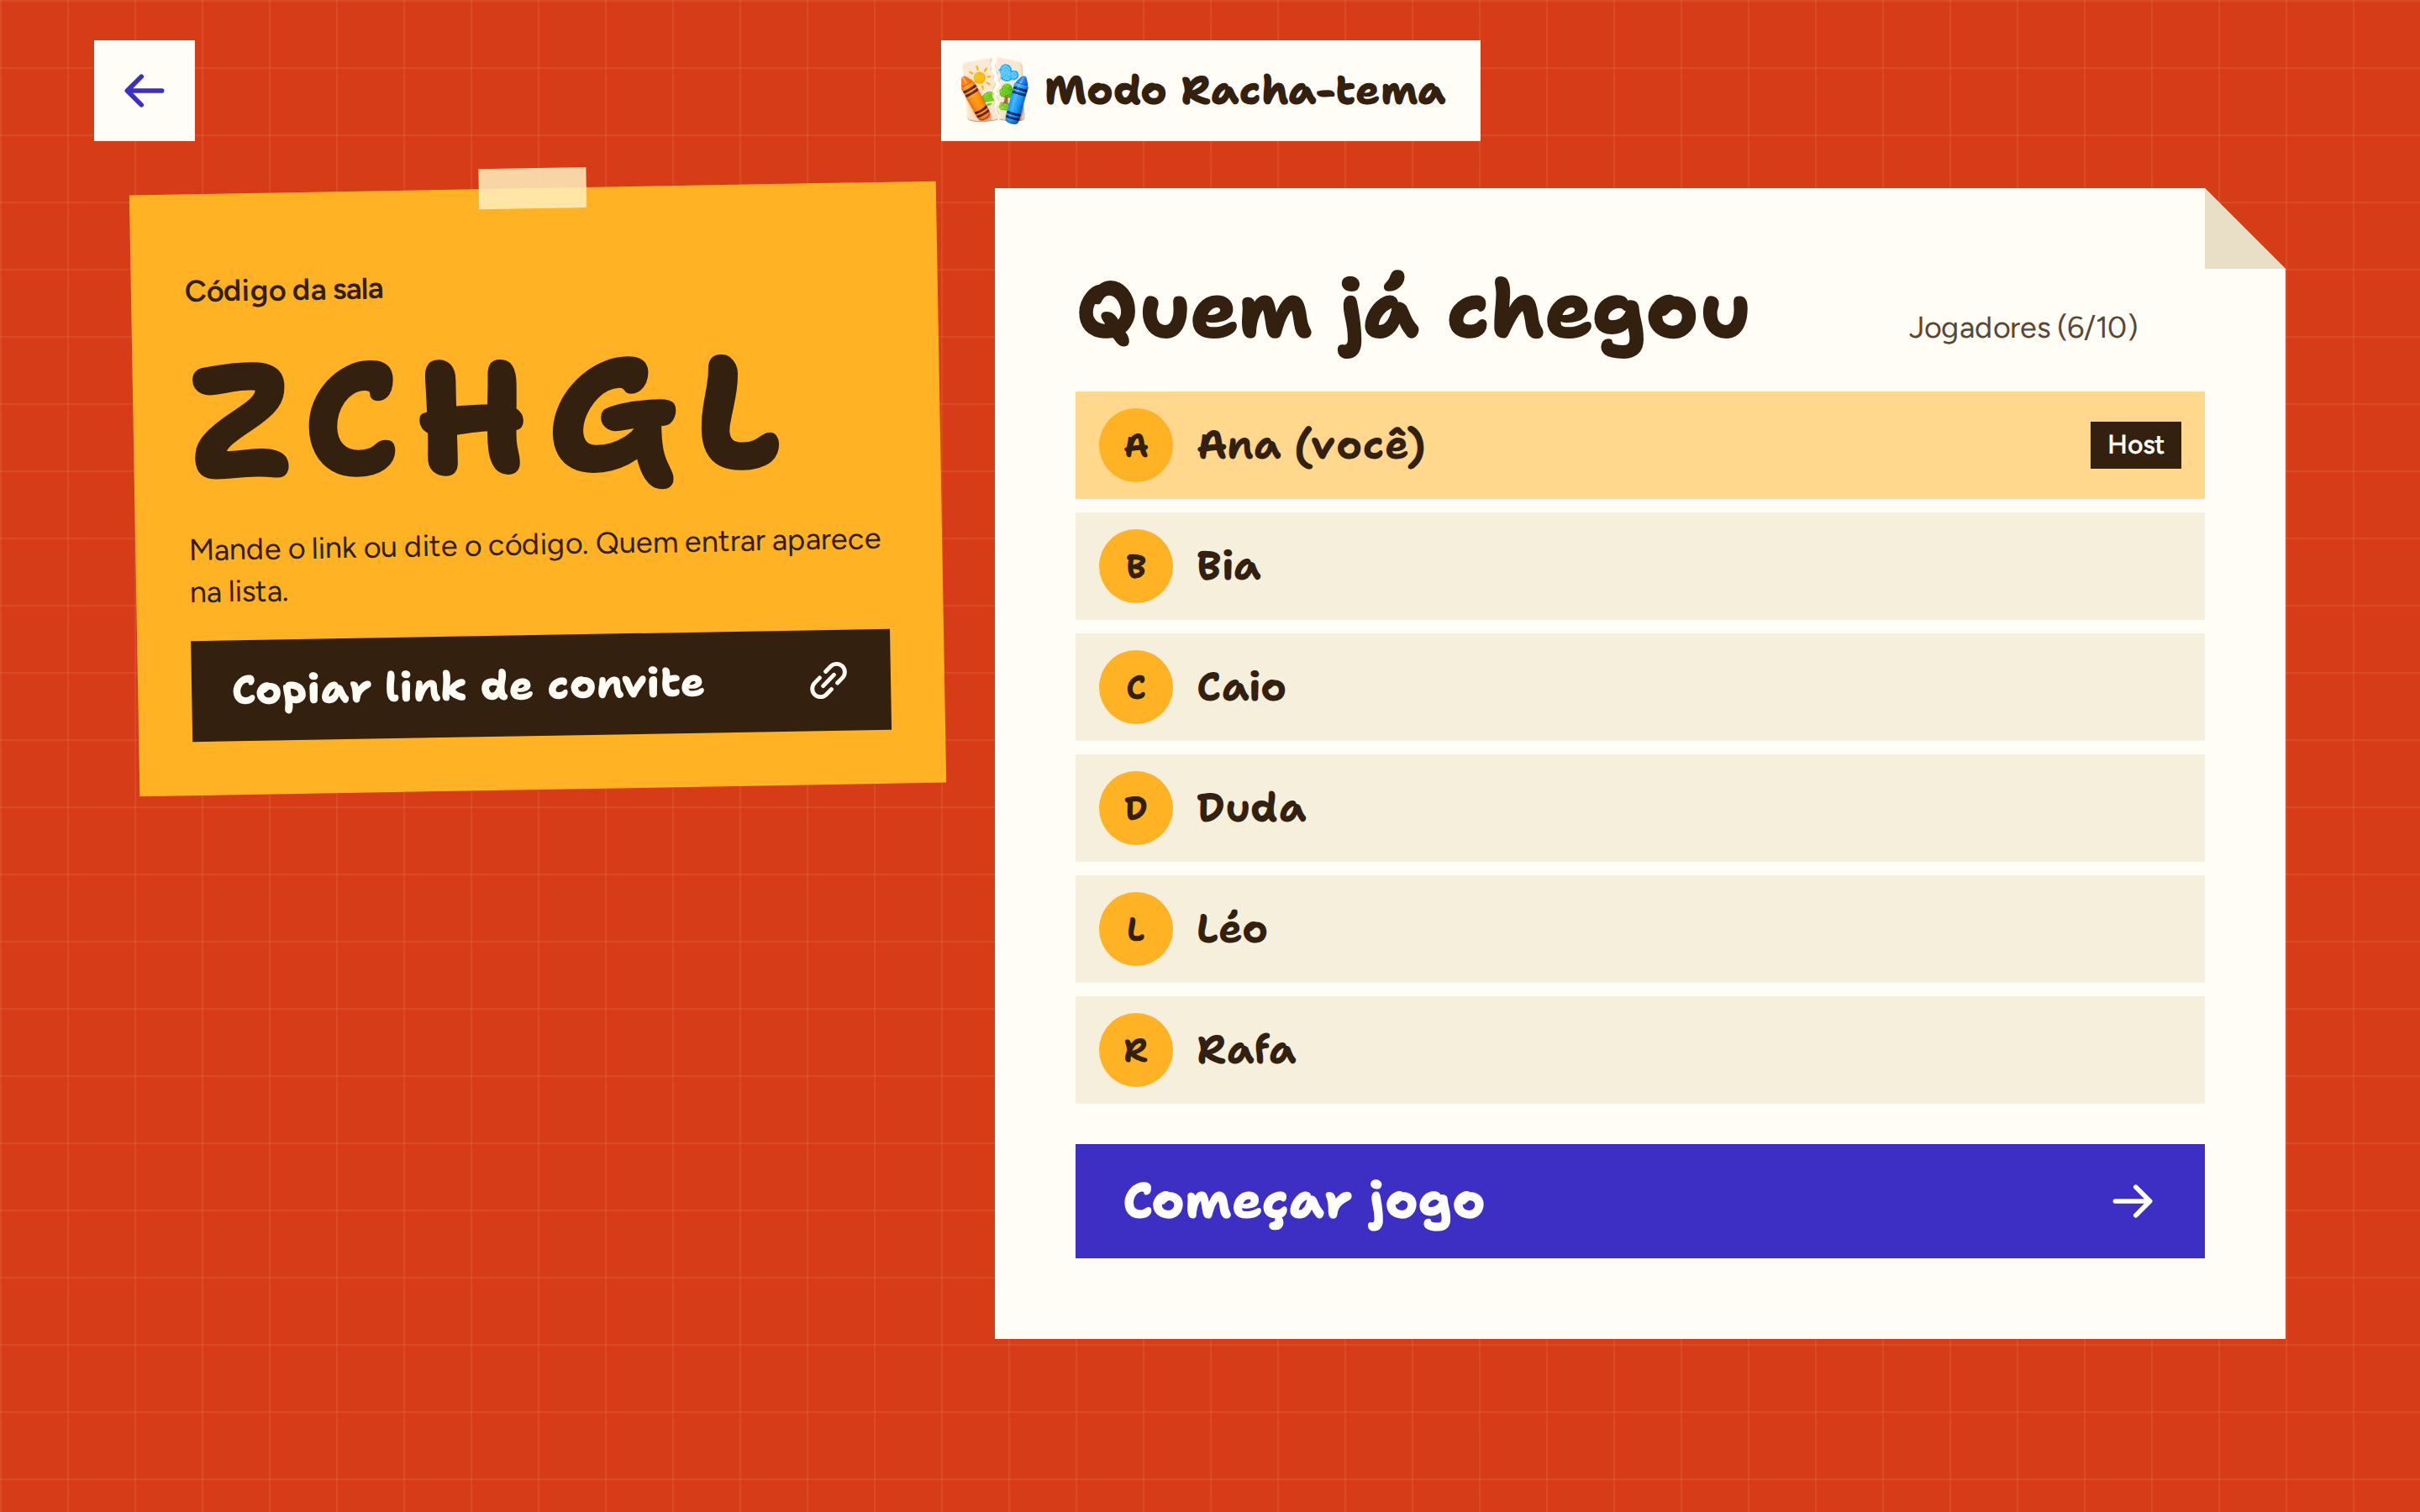 Modo Racha-tema
Código da sala
ZCHGL
Mande o link ou dite o código. Quem entrar aparece
na lista.
Copiar link de convite
Quem já chegou
Jogadores (6/10)
A Ana (você) Host
B Bia
C Caio
D Duda
L Léo
R Rafa
Começar jogo